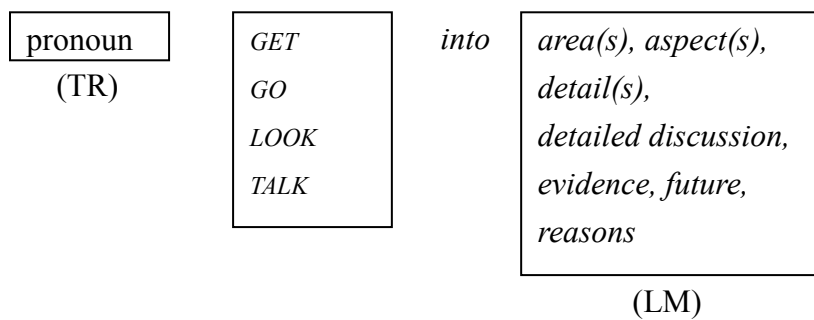 pronoun
(TR)
GET
GO
LOOK
TALK
into
area(s), aspect(s),
detail(s),
detailed discussion,
evidence, future,
reasons
(LM)